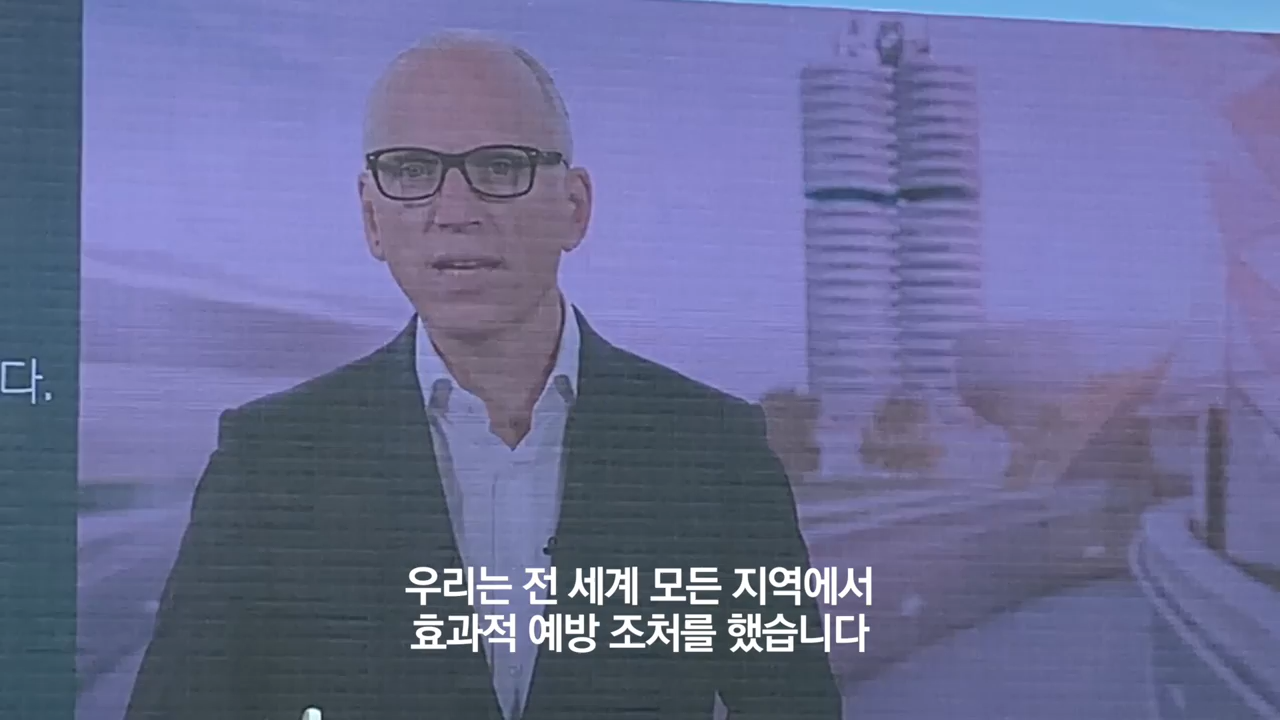 다.
우리는 전 세계 모든 지역에서
효과적 예방 조처를 했습니다